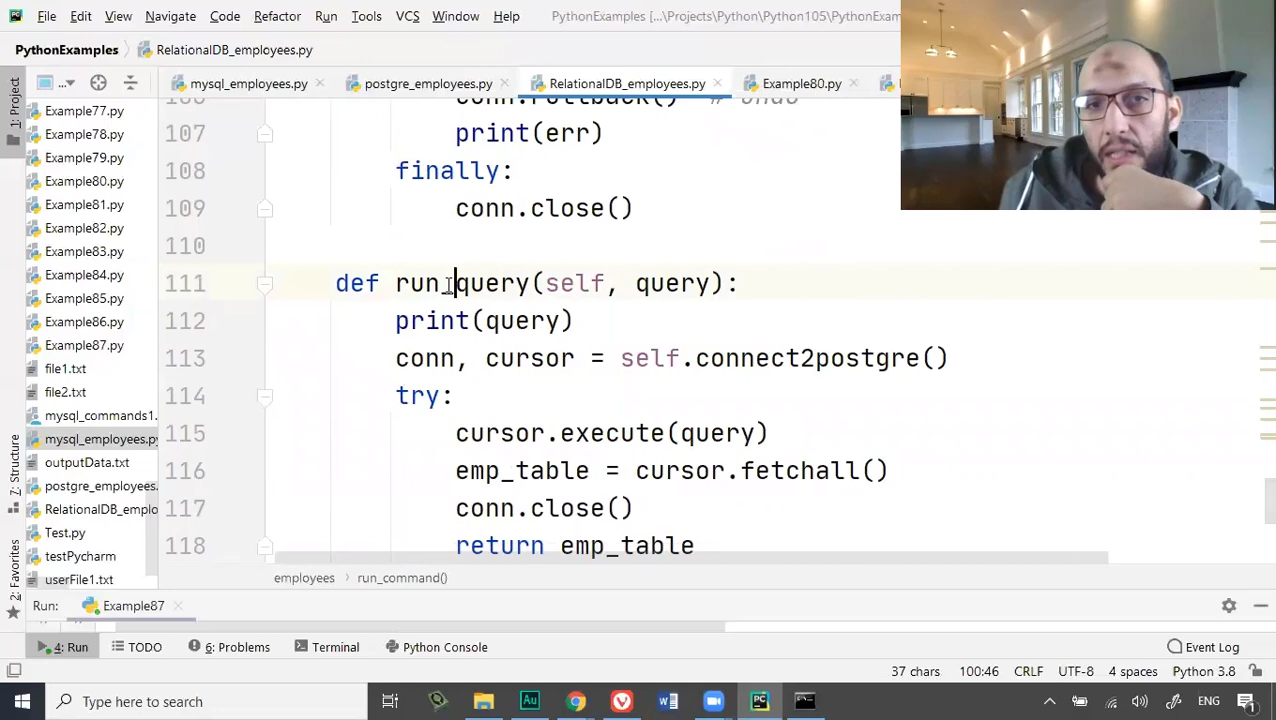 File Edit View Navigate Code Refactor Run Tools VCS Window Help PythonExamples [...\Projects\Python\Python105\PythonExamples
PythonExamples RelationalDB_employees.py
mysql_employees.py postgre_employees.py RelationalDB_employees.py Example80.py
1: Project
7: Structure
2: Favorites
Example77.py
Example78.py
Example79.py
Example80.py
Example81.py
Example82.py
Example83.py
Example84.py
Example85.py
Example86.py
Example87.py
file1.txt
file2.txt
mysql_commands1.
mysql_employees.py
outputData.txt
postgre_employees.
RelationalDB_emplo
Test.py
testPycharm
userFile1.txt
conn.rollback() # undo
107 print(err)
108 finally:
109 conn.close()
110
111 def run_query(self, query):
112 print(query)
113 conn, cursor = self.connect2postgre()
114 try:
115 cursor.execute(query)
116 emp_table = cursor.fetchall()
117 conn.close()
118 return emp_table
employees run_command()
Run: Example87
4: Run TODO 6: Problems Terminal Python Console Event Log
37 chars 100:46 CRLF UTF-8 4 spaces Python 3.8
Type here to search ENG